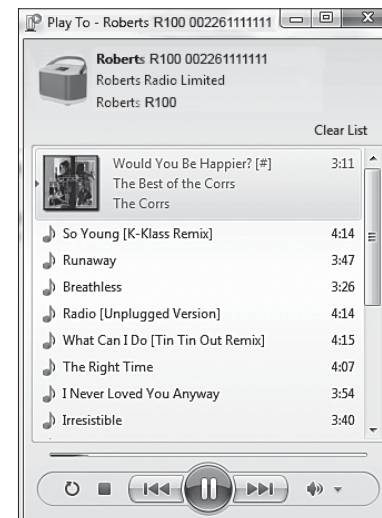 Play To - Roberts R100 002261111111
Roberts R100 002261111111
Roberts Radio Limited
Roberts R100
Clear List
Would You Be Happier? [#] 3:11
The Best of the Corrs
The Corrs
So Young [K-Klass Remix] 4:14
Runaway 3:47
Breathless 3:26
Radio [Unplugged Version] 4:14
What Can I Do [Tin Tin Out Remix] 4:15
The Right Time 4:07
I Never Loved You Anyway 3:54
Irresistible 3:40